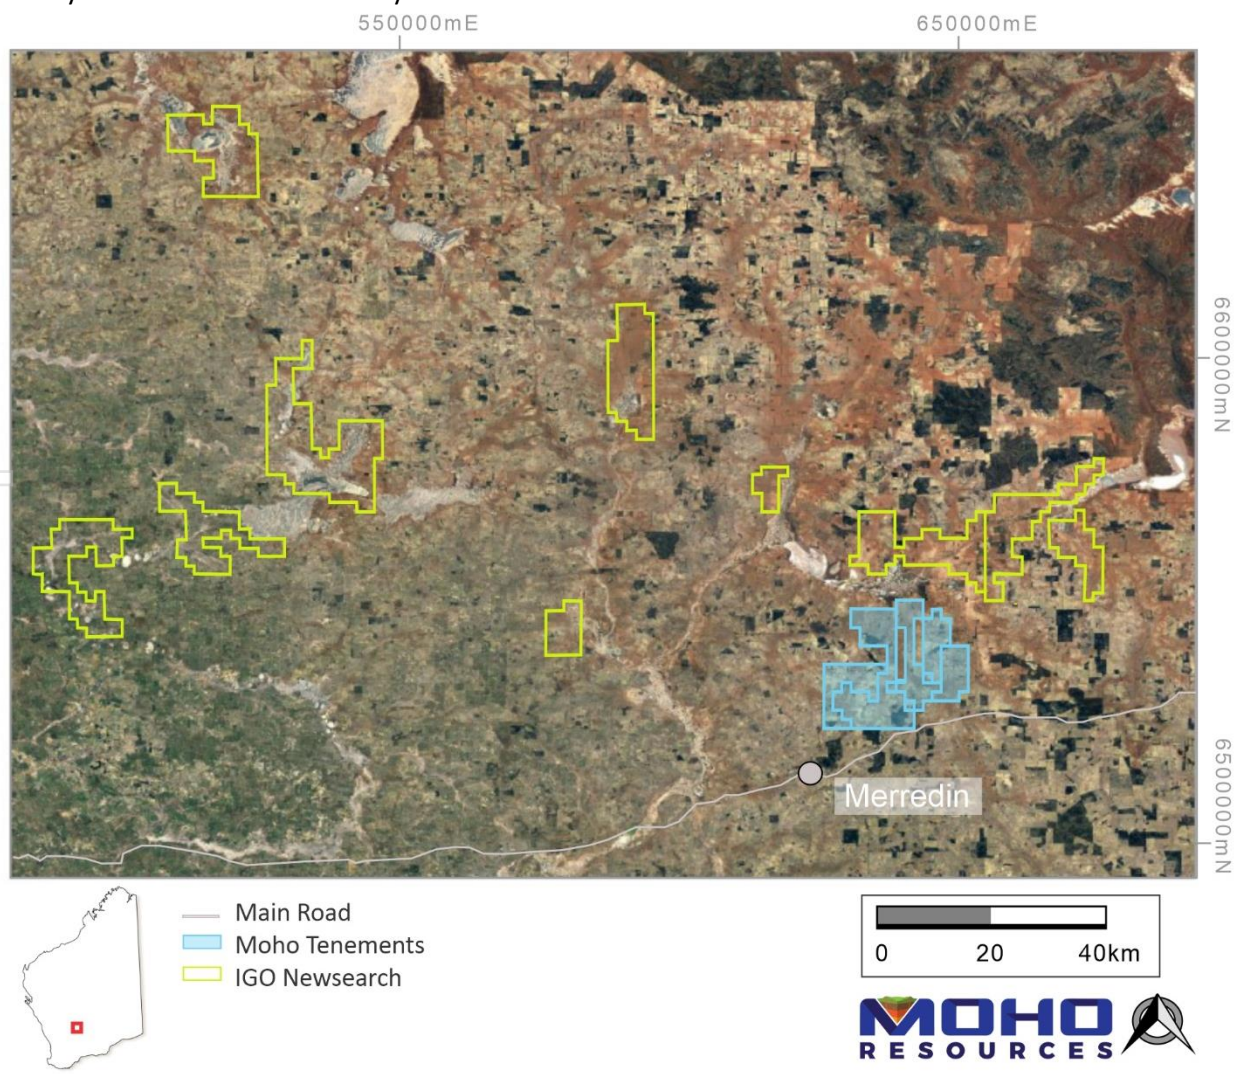 550000mE
650000mE
6600000mN
6500000mN
Merredin
Main Road
Moho Tenements
IGO Newsearch
0 20 40km
MOHO
RESOURCES